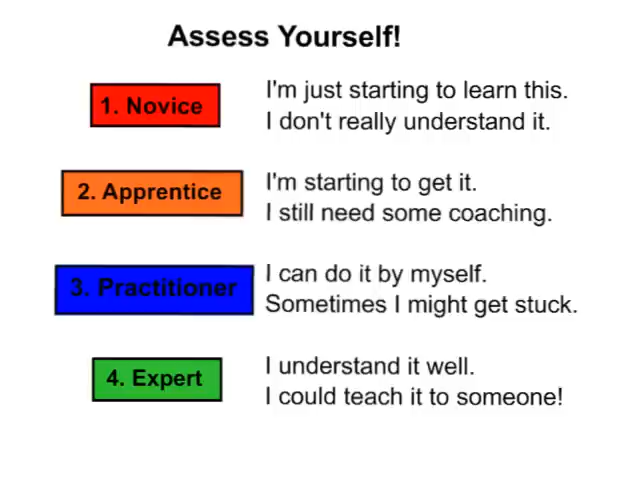 Assess Yourself!
1. Novice
I'm just starting to learn this.
I don't really understand it.
2. Apprentice
I'm starting to get it.
I still need some coaching.
3. Practitioner
I can do it by myself.
Sometimes I might get stuck.
4. Expert
I understand it well.
I could teach it to someone!